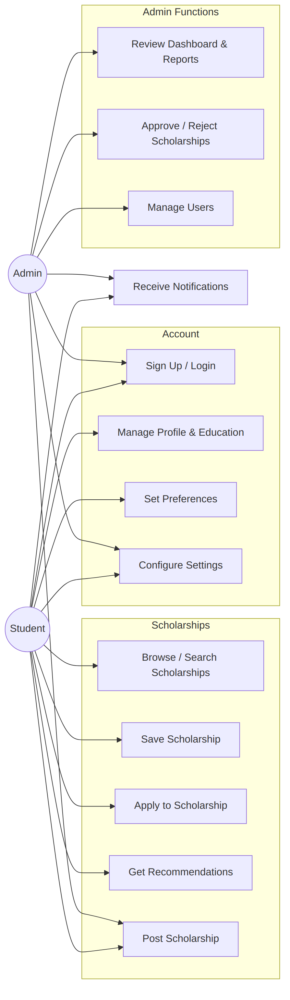 Admin Functions
Review Dashboard &
Reports
Approve / Reject
Scholarships
Manage Users
Admin
Receive Notifications
Account
Sign Up / Login
Manage Profile & Education
Set Preferences
Configure Settings
Student
Scholarships
Browse / Search
Scholarships
Save Scholarship
Apply to Scholarship
Get Recommendations
Post Scholarship